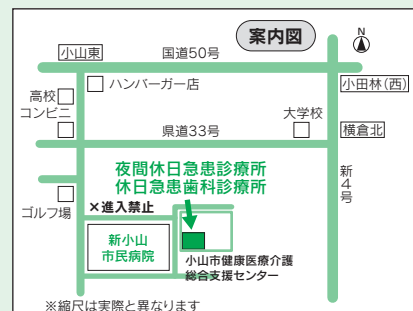 案内図
N
小山東
国道50号
ハンバーガー店
小田林(西)
高校
コンビニ
大学校
県道33号
横倉北
夜間休日急患診療所
休日急患歯科診療所
新4号
ゴルフ場
×進入禁止
新小山
市民病院
小山市健康医療介護
総合支援センター
※縮尺は実際と異なります